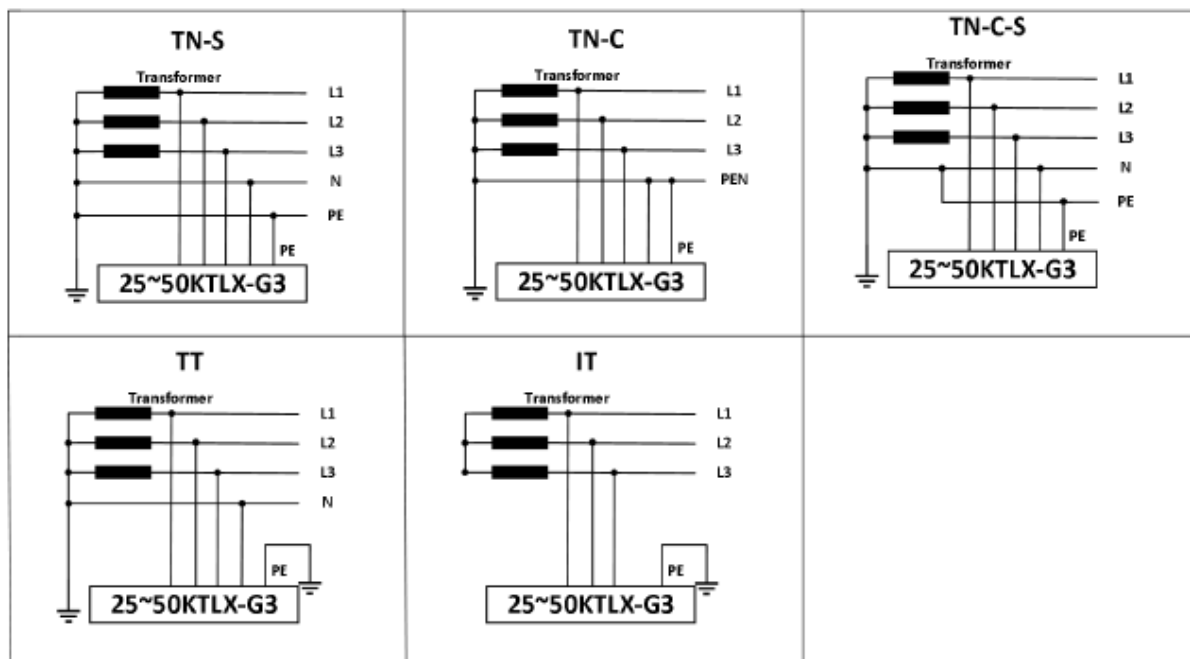 TN-S
Transformer
L1
L2
L3
N
PE
PE
25~50KTLX-G3
TN-C
Transformer
L1
L2
L3
PEN
PE
25~50KTLX-G3
TN-C-S
Transformer
L1
L2
L3
N
PE
PE
25~50KTLX-G3
TT
Transformer
L1
L2
L3
N
PE
25~50KTLX-G3
IT
Transformer
L1
L2
L3
PE
25~50KTLX-G3